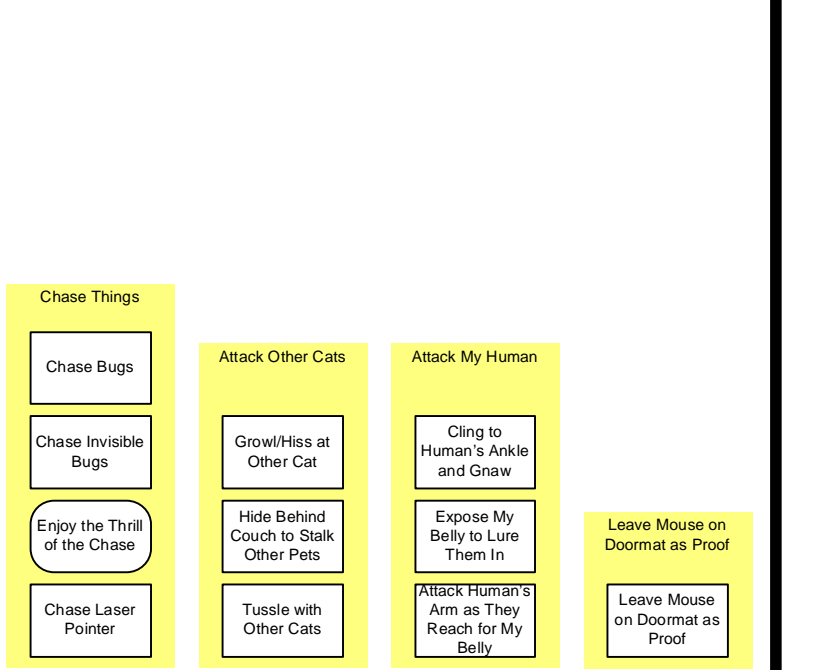 Chase Things
Chase Bugs
Chase Invisible
Bugs
Enjoy the Thrill
of the Chase
Chase Laser
Pointer
Attack Other Cats
Growl/Hiss at
Other Cat
Hide Behind
Couch to Stalk
Other Pets
Tussle with
Other Cats
Attack My Human
Cling to
Human's Ankle
and Gnaw
Expose My
Belly to Lure
Them In
Attack Human's
Arm as They
Reach for My
Belly
Leave Mouse on
Doormat as Proof
Leave Mouse
on Doormat as
Proof